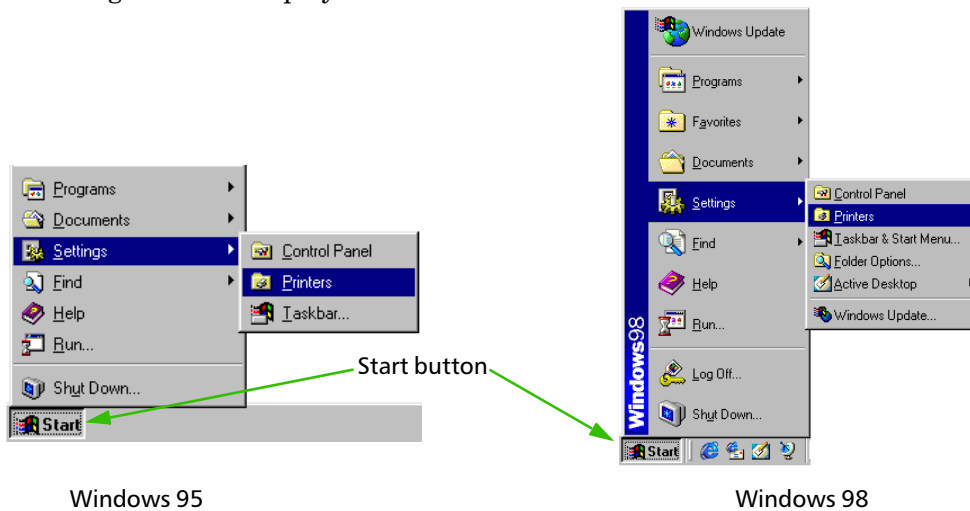 Programs
Documents
Settings
Find
Help
Run...
Shut Down...
Start
Control Panel
Printers
Taskbar...
Start button
Windows 95
Windows Update
Programs
Favorites
Documents
Settings
Find
Help
Run...
Log Off...
Shut Down...
Windows98
Start
Control Panel
Printers
Taskbar & Start Menu...
Folder Options...
Active Desktop
Windows Update...
Windows 98